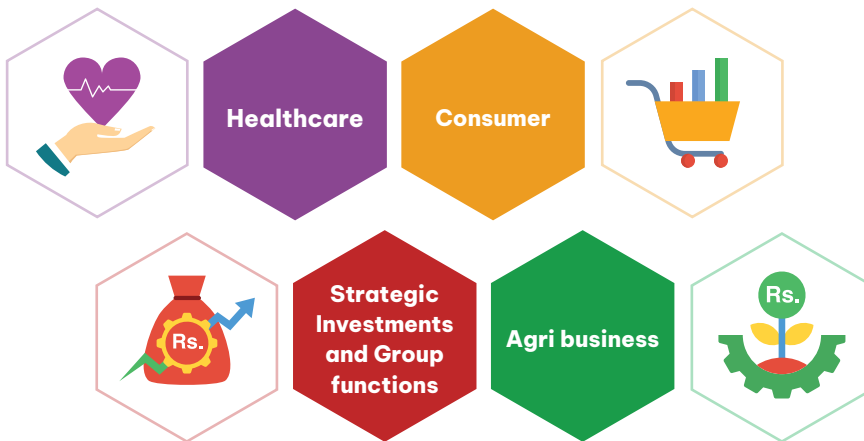 Healthcare
Consumer
Rs.
Strategic
Investments
and Group
functions
Agri business
Rs.